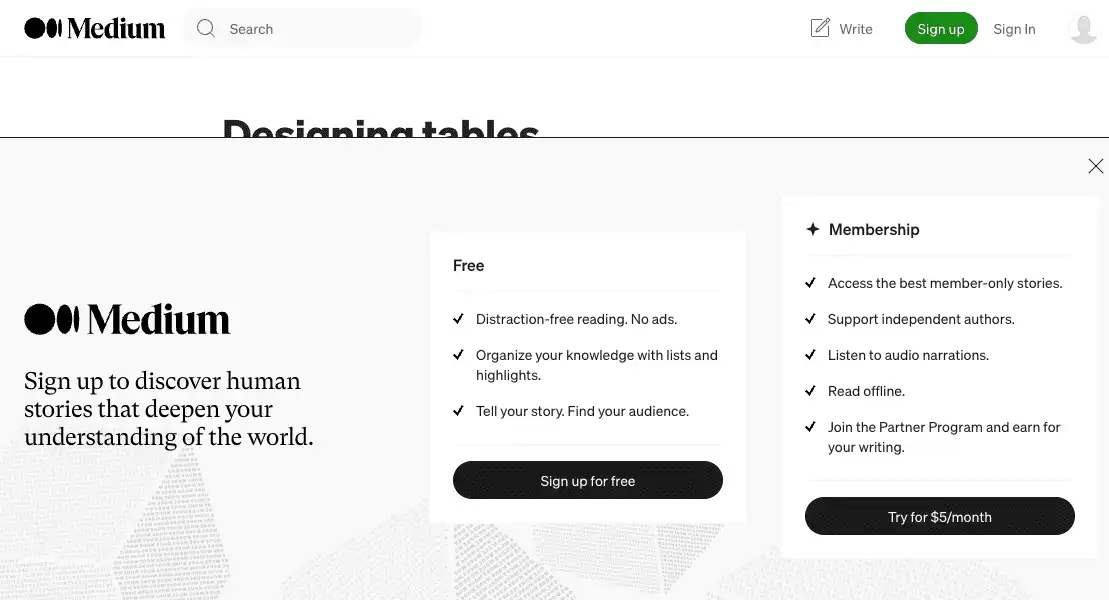 Medium
Search
Write
Sign up
Sign In
Designing tables
Medium
Sign up to discover human
stories that deepen your
understanding of the world.
Free
Distraction-free reading. No ads.
Organize your knowledge with lists and
highlights.
Tell your story. Find your audience.
Sign up for free
Membership
Access the best member-only stories.
Support independent authors.
Listen to audio narrations.
Read offline.
Join the Partner Program and earn for
your writing.
Try for $5/month